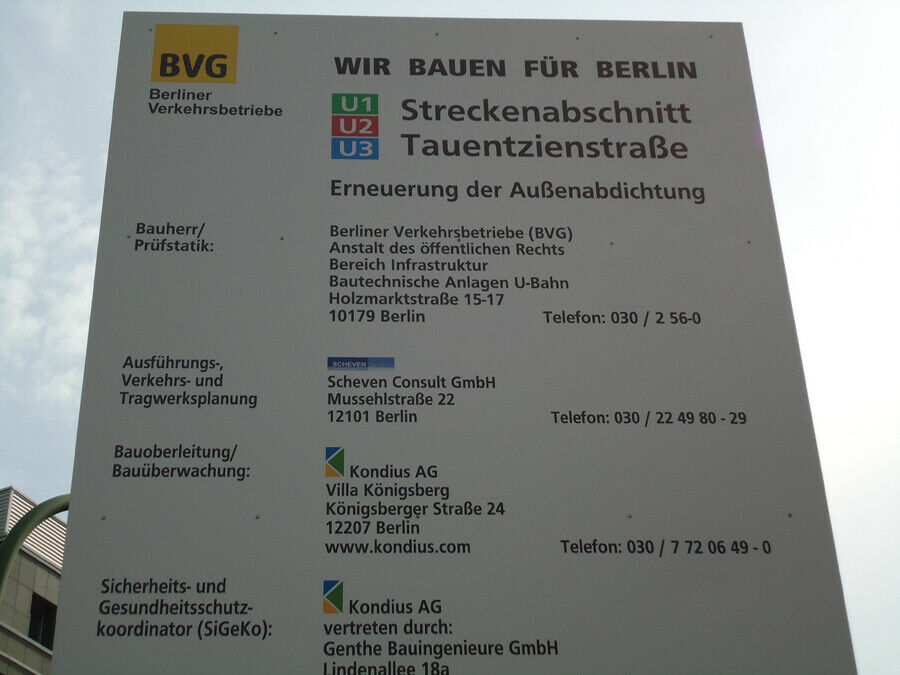 BVG
Berliner
Verkehrsbetriebe
WIR BAUEN FÜR BERLIN
U1
U2
U3
Streckenabschnitt
Tauentzienstraße
Erneuerung der Außenabdichtung
Bauherr/
Prüfstatik:
Berliner Verkehrsbetriebe (BVG)
Anstalt des öffentlichen Rechts
Bereich Infrastruktur
Bautechnische Anlagen U-Bahn
Holzmarktstraße 15-17
10179 Berlin
Telefon: 030 / 2 56-0
Ausführungs-,
Verkehrs- und
Tragwerksplanung
SCHEVEN
Scheven Consult GmbH
Mussehlstraße 22
12101 Berlin
Telefon: 030 / 22 49 80 - 29
Bauoberleitung/
Bauüberwachung:
Kondius AG
Villa Königsberg
Königsberger Straße 24
12207 Berlin
www.kondius.com
Telefon: 030 / 7 72 06 49 - 0
Sicherheits- und
Gesundheitsschutz-
koordinator (SiGeKo):
Kondius AG
vertreten durch:
Genthe Bauingenieure GmbH
Lindenallee 18a